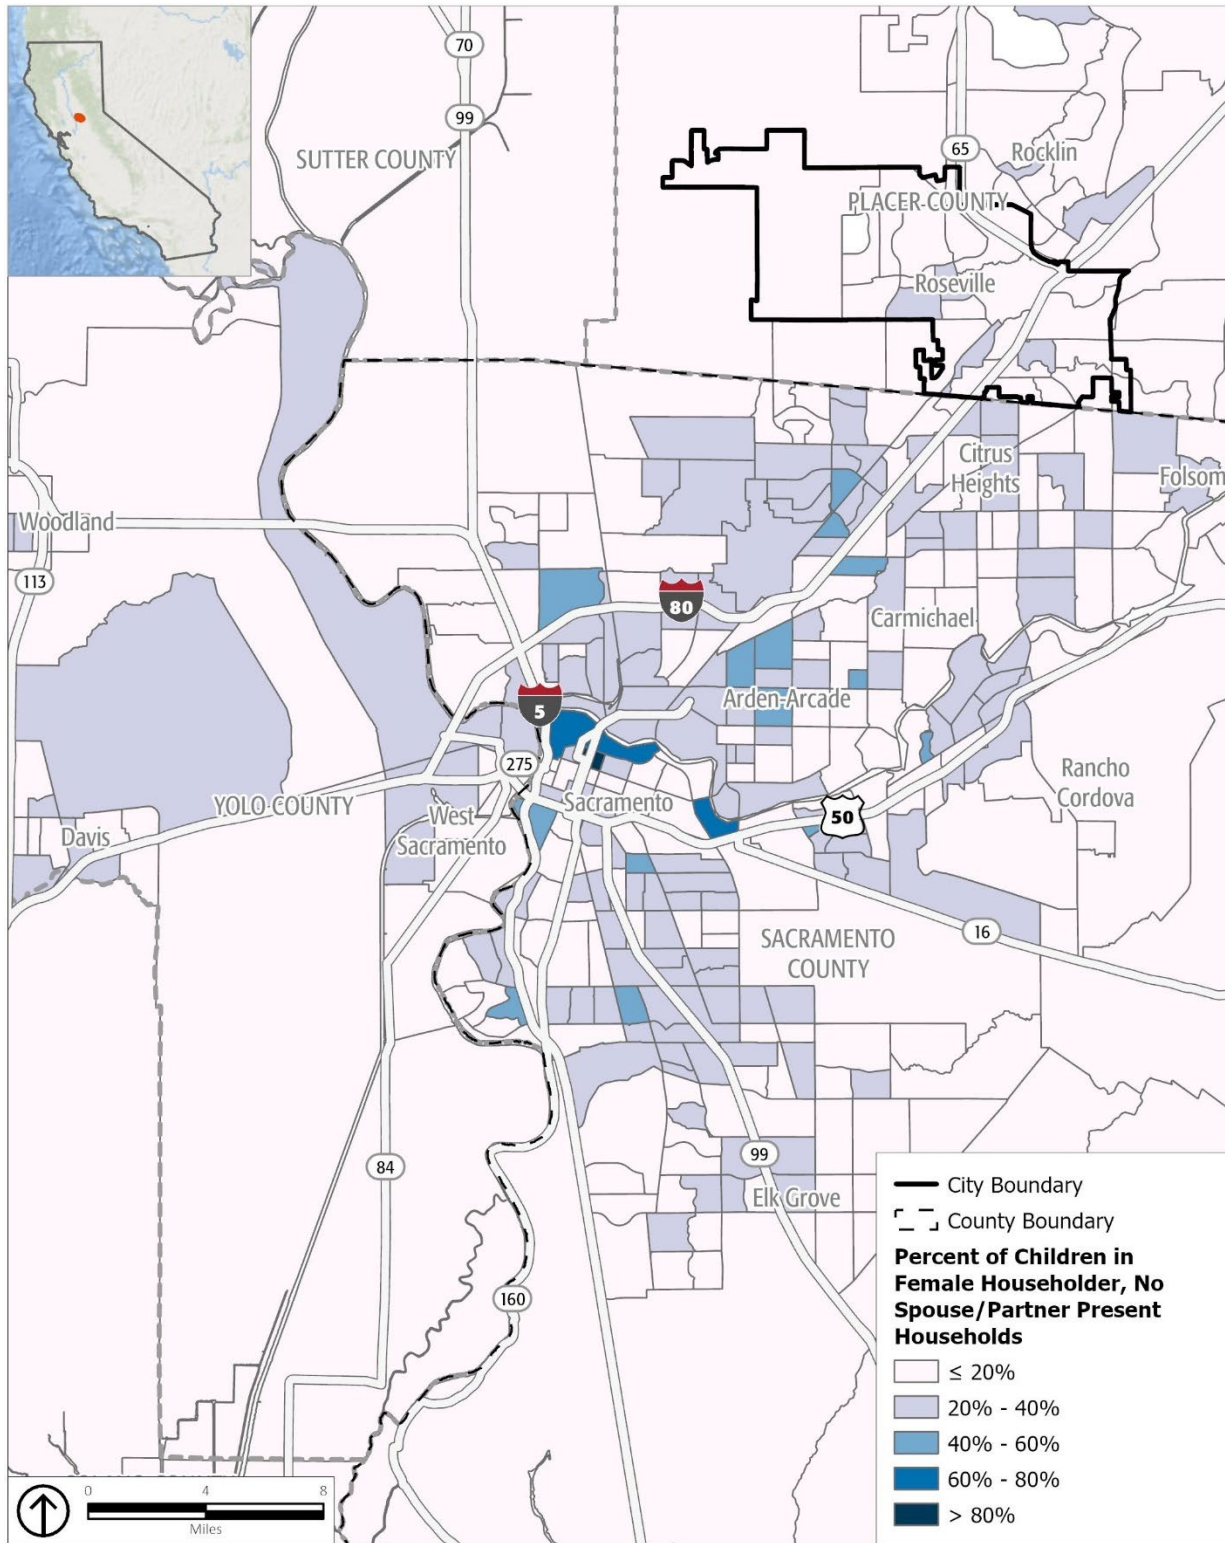 70
99
SUTTER COUNTY
65
Rocklin
PLACER COUNTY
Roseville
Citrus
Heights
Folsom
Woodland
113
80
Carmichael
5
Arden-Arcade
275
Rancho
Cordova
YOLO COUNTY
West
Sacramento
Sacramento
50
Davis
16
SACRAMENTO
COUNTY
84
99
Elk Grove
160
City Boundary
County Boundary
Percent of Children in
Female Householder, No
Spouse/Partner Present
Households
≤ 20%
20% - 40%
40% - 60%
60% - 80%
> 80%
0 4 8
Miles